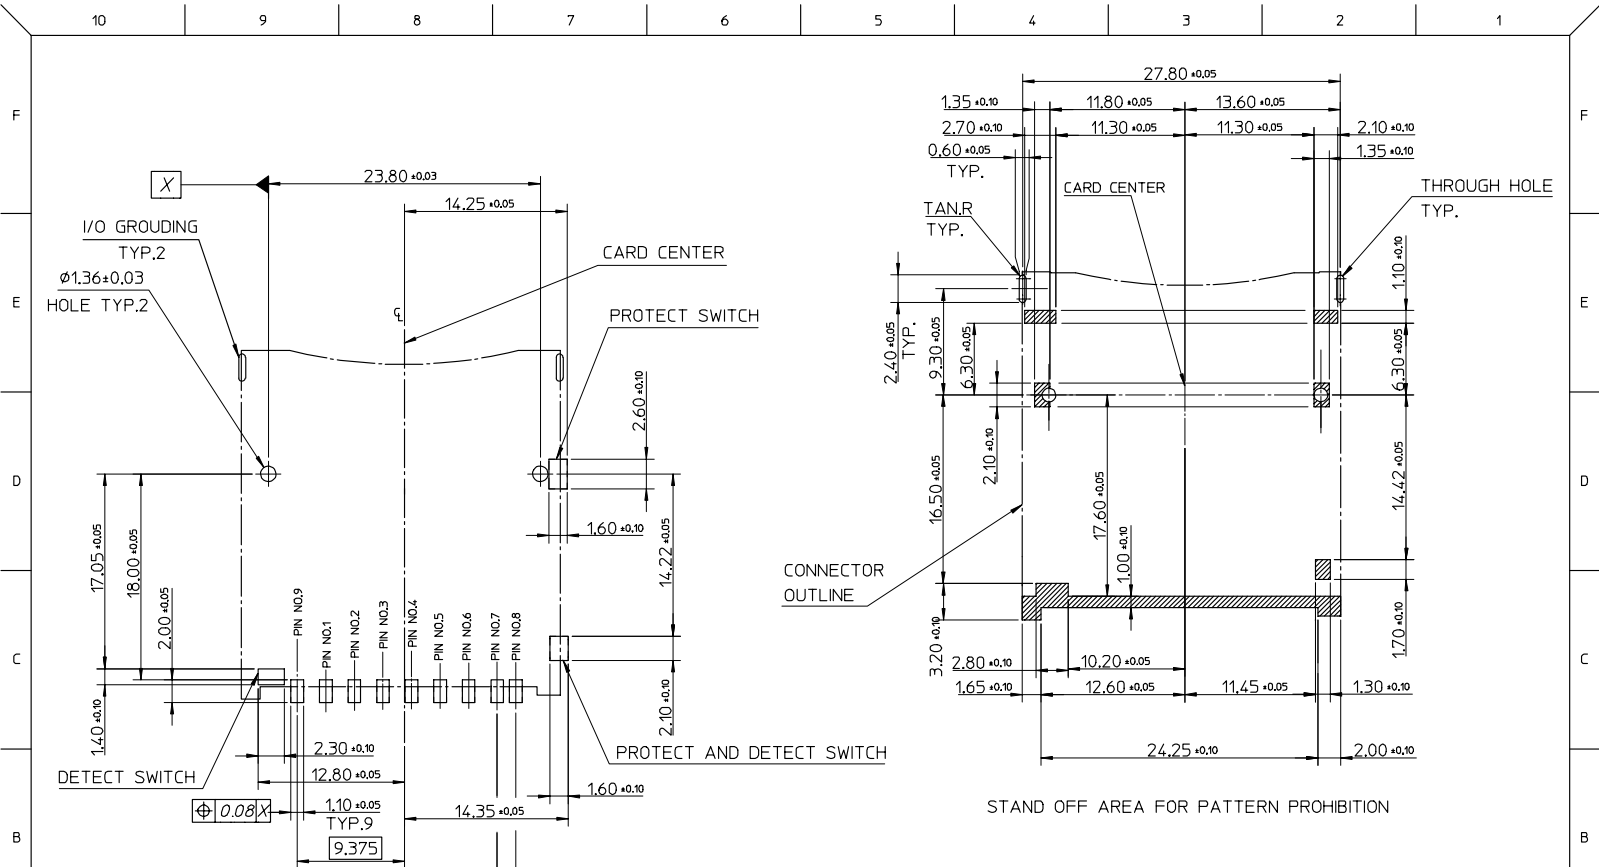 10 9 8 7 6 5 4 3 2 1
F
E
D
C
B
X
23.80 ±0.03
14.25 ±0.05
I/O GROUDING
TYP.2
Ø1.36±0.03
HOLE TYP.2
CARD CENTER
PROTECT SWITCH
℄
2.60 ±0.10
1.60 ±0.10
14.22 ±0.05
2.10 ±0.10
17.05 ±0.05
18.00 ±0.05
2.00 ±0.05
1.40 ±0.10
PIN NO.9
PIN NO.1
PIN NO.2
PIN NO.3
PIN NO.4
PIN NO.5
PIN NO.6
PIN NO.7
PIN NO.8
DETECT SWITCH
2.30 ±0.10
12.80 ±0.05
⌖ 0.08 X
1.10 ±0.05
TYP.9
9.375
14.35 ±0.05
1.60 ±0.10
PROTECT AND DETECT SWITCH
27.80 ±0.05
1.35 ±0.10
11.80 ±0.05
13.60 ±0.05
2.70 ±0.10
11.30 ±0.05
11.30 ±0.05
2.10 ±0.10
0.60 ±0.05
TYP.
1.35 ±0.10
CARD CENTER
THROUGH HOLE
TYP.
TAN.R
TYP.
2.40 ±0.05
TYP.
9.30 ±0.05
6.30 ±0.05
1.10 ±0.10
6.30 ±0.05
2.10 ±0.10
16.50 ±0.05
17.60 ±0.05
1.00 ±0.10
14.42 ±0.05
1.70 ±0.10
CONNECTOR
OUTLINE
3.20 ±0.10
2.80 ±0.10
10.20 ±0.05
1.65 ±0.10
12.60 ±0.05
11.45 ±0.05
1.30 ±0.10
24.25 ±0.10
2.00 ±0.10
STAND OFF AREA FOR PATTERN PROHIBITION
F
E
D
C
B